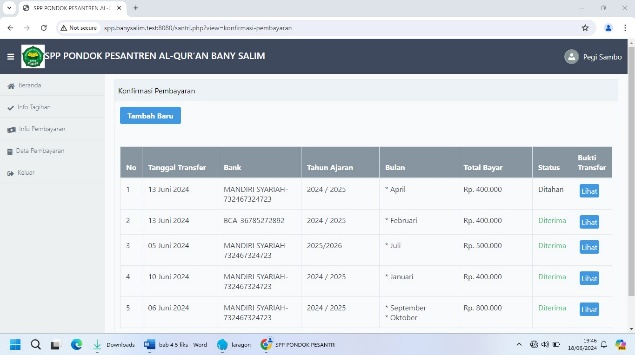 SPP PONDOK PESANTREN AL-
Not secure spp.banysalim.test:8080/santri.php?view=konfirmasi-pembayaran
SPP PONDOK PESANTREN AL-QUR'AN BANY SALIM
Pegi Sambo
Beranda
Info Tagihan
Info Pembayaran
Data Pembayaran
Keluar
Konfirmasi Pembayaran
Tambah Baru
No Tanggal Transfer Bank Tahun Ajaran Bulan Total Bayar Status Bukti Transfer
1 13 Juni 2024 MANDIRI SYARIAH- 2024 / 2025 * April Rp. 400.000 Ditahan Lihat
732467324723
2 13 Juni 2024 BCA 36785272892 2024 / 2025 * Februari Rp. 400.000 Diterima Lihat
3 05 Juni 2024 MANDIRI SYARIAH 2025/2026 * Juli Rp. 500.000 Diterima Lihat
732467324723
4 10 Juni 2024 MANDIRI SYARIAH- 2024 / 2025 * Januari Rp. 400.000 Diterima Lihat
732467324723
5 06 Juni 2024 MANDIRI SYARIAH- 2024 / 2025 * September Rp. 800.000 Diterima Lihat
732467324723 * Oktober
Downloads bab 4.5 fiks Word laragon SPP PONDOK PESANTR
19:46
18/06/2024